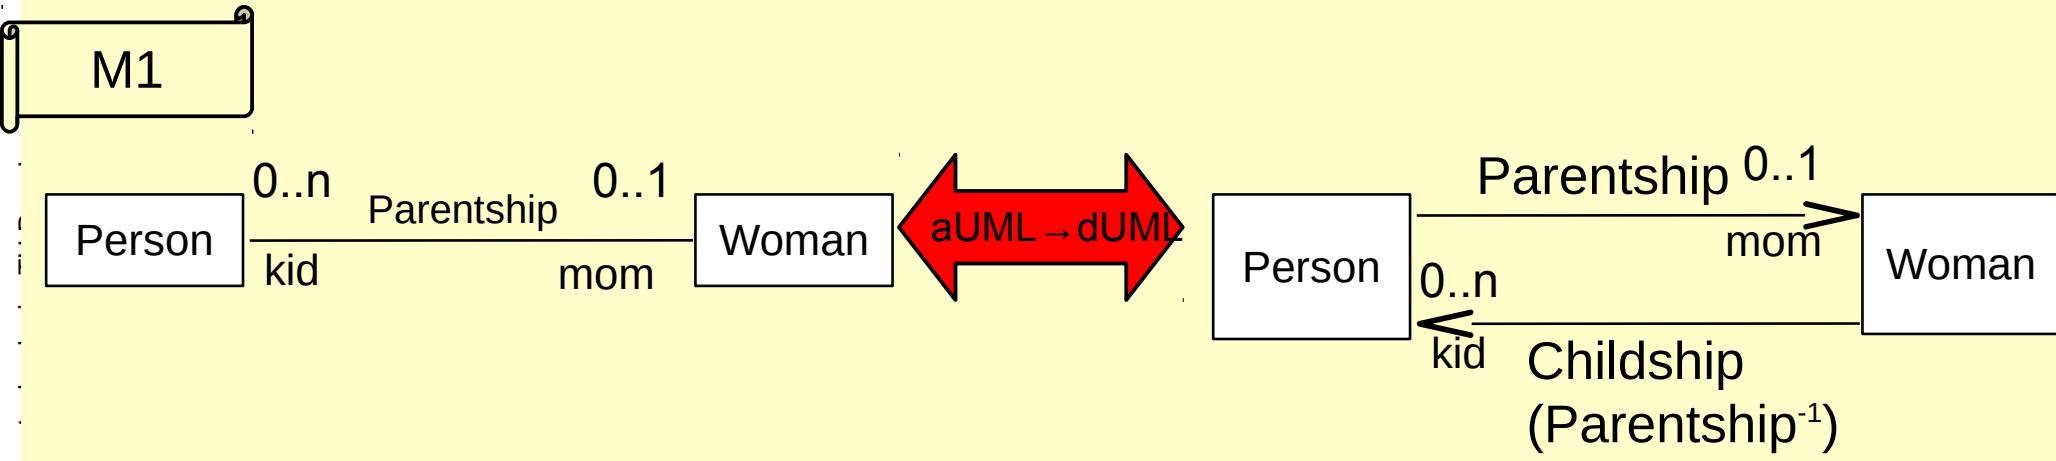 M1
0..n
Parentship
0..1
Person
kid
mom
Woman
aUML→dUML
Parentship
0..1
mom
Person
Woman
0..n
kid
Childship
(Parentship⁻¹)